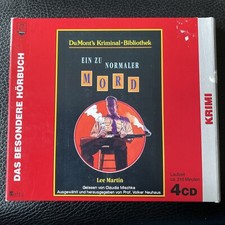 DAS BESONDERE HÖRBUCH
DuMont's Kriminal-Bibliothek
EIN ZU
NORMALER
MORD
Lee Martin
Gelesen von Claudia Mischke
Ausgewählt und herausgegeben von Prof. Volker Neuhaus
KRIMI
Laufzeit
4CD